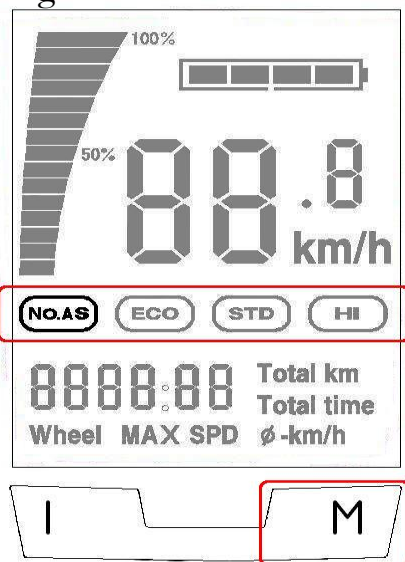 100%
50%
88.8
km/h
NO.AS ECO STD HI
8888:88 Total km
Total time
Wheel MAX SPD ø-km/h
I M